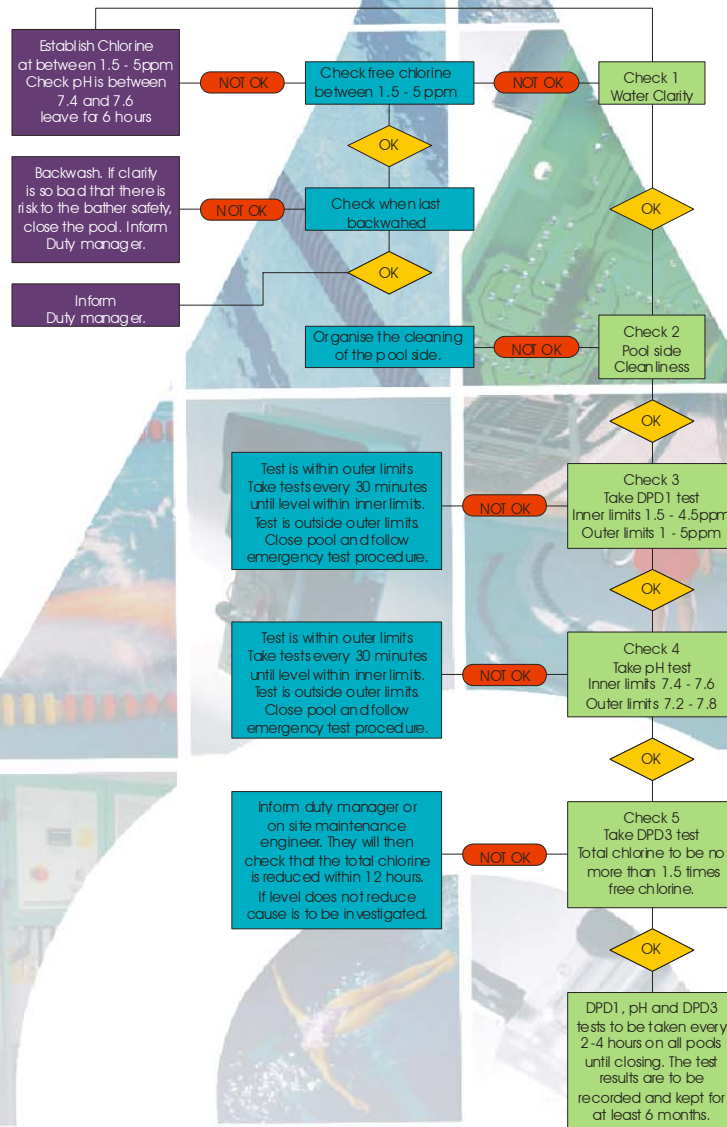 Establish Chlorine
at between 1.5 - 5ppm
Check pH is between
7.4 and 7.6
leave for 6 hours
NOT OK
Check free chlorine
between 1.5 - 5 ppm
NOT OK
Check 1
Water Clarity
OK
Backwash. If clarity
is so bad that there is
risk to the bather safety,
close the pool. Inform
Duty manager.
NOT OK
Check when last
backwahed
OK
OK
Inform
Duty manager.
Organise the cleaning
of the pool side.
NOT OK
Check 2
Pool side
Cleanliness
OK
Test is within outer limits
Take tests every 30 minutes
until level within inner limits.
Test is outside outer limits.
Close pool and follow
emergency test procedure.
NOT OK
Check 3
Take DPD1 test
Inner limits 1.5 - 4.5ppm
Outer limits 1 - 5ppm
OK
Test is within outer limits
Take tests every 30 minutes
until level within inner limits.
Test is outside outer limits.
Close pool and follow
emergency test procedure.
NOT OK
Check 4
Take pH test
Inner limits 7.4 - 7.6
Outer limits 7.2 - 7.8
OK
Inform duty manager or
on site maintenance
engineer. They will then
check that the total chlorine
is reduced within 12 hours.
If level does not reduce
cause is to be investigated.
NOT OK
Check 5
Take DPD3 test
Total chlorine to be no
more than 1.5 times
free chlorine.
OK
DPD1, pH and DPD3
tests to be taken every
2-4 hours on all pools
until closing. The test
results are to be
recorded and kept for
at least 6 months.